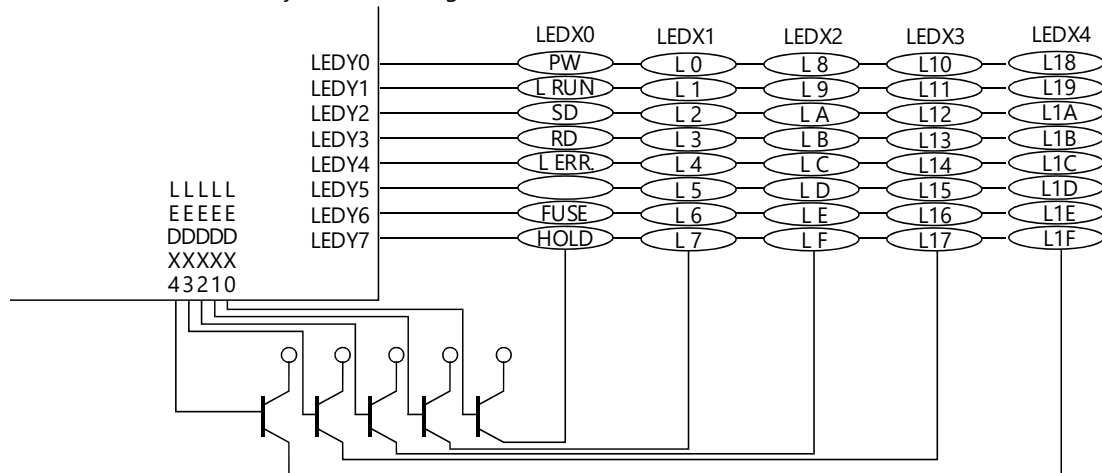 LEDX0 LEDX1 LEDX2 LEDX3 LEDX4
LEDY0 PW L 0 L 8 L10 L18
LEDY1 L RUN L 1 L 9 L11 L19
LEDY2 SD L 2 L A L12 L1A
LEDY3 RD L 3 L B L13 L1B
LEDY4 L ERR. L 4 L C L14 L1C
LEDY5 L 5 L D L15 L1D
LEDY6 FUSE L 6 L E L16 L1E
LEDY7 HOLD L 7 L F L17 L1F
LLLLL
EEEEE
DDDDD
XXXXX
43210